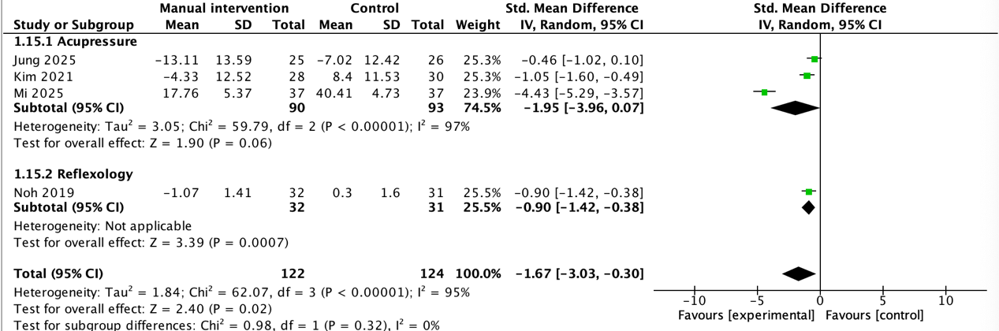 Manual intervention Control Std. Mean Difference Std. Mean Difference
Study or Subgroup Mean SD Total Mean SD Total Weight IV, Random, 95% CI IV, Random, 95% CI
1.15.1 Acupressure
Jung 2025 −13.11 13.59 25 −7.02 12.42 26 25.3% −0.46 [−1.02, 0.10]
Kim 2021 −4.33 12.52 28 8.4 11.53 30 25.3% −1.05 [−1.60, −0.49]
Mi 2025 17.76 5.37 37 40.41 4.73 37 23.9% −4.43 [−5.29, −3.57]
Subtotal (95% CI) 90 93 74.5% −1.95 [−3.96, 0.07]
Heterogeneity: Tau² = 3.05; Chi² = 59.79, df = 2 (P < 0.00001); I² = 97%
Test for overall effect: Z = 1.90 (P = 0.06)
1.15.2 Reflexology
Noh 2019 −1.07 1.41 32 0.3 1.6 31 25.5% −0.90 [−1.42, −0.38]
Subtotal (95% CI) 32 31 25.5% −0.90 [−1.42, −0.38]
Heterogeneity: Not applicable
Test for overall effect: Z = 3.39 (P = 0.0007)
Total (95% CI) 122 124 100.0% −1.67 [−3.03, −0.30]
Heterogeneity: Tau² = 1.84; Chi² = 62.07, df = 3 (P < 0.00001); I² = 95%
Test for overall effect: Z = 2.40 (P = 0.02)
Test for subgroup differences: Chi² = 0.98, df = 1 (P = 0.32), I² = 0%
−10 −5 0 5 10
Favours [experimental] Favours [control]